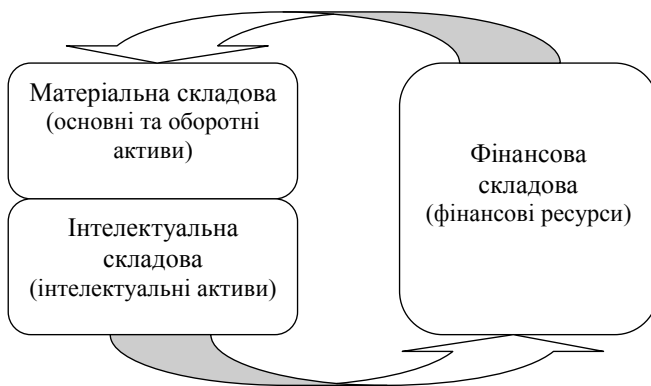 Матеріальна складова
(основні та оборотні
активи)
Інтелектуальна
складова
(інтелектуальні активи)
Фінансова
складова
(фінансові ресурси)